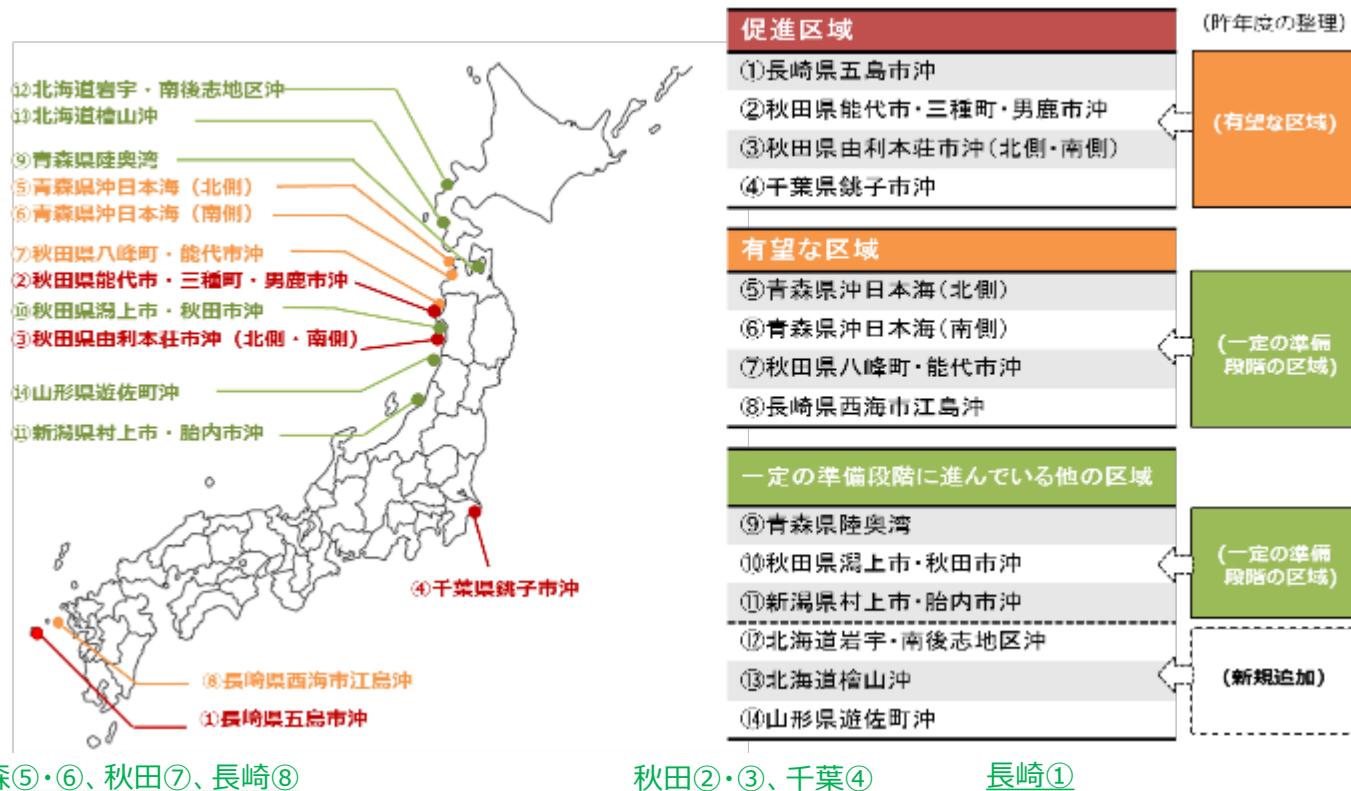 ⑫北海道岩宇・南後志地区沖
⑬北海道檜山沖
⑨青森県陸奥湾
⑤青森県沖日本海（北側）
⑥青森県沖日本海（南側）
⑦秋田県八峰町・能代市沖
②秋田県能代市・三種町・男鹿市沖
⑩秋田県潟上市・秋田市沖
③秋田県由利本荘市沖（北側・南側）
⑭山形県遊佐町沖
⑪新潟県村上市・胎内市沖
④千葉県銚子市沖
⑧長崎県西海市江島沖
①長崎県五島市沖
促進区域
(昨年度の整理)
①長崎県五島市沖
②秋田県能代市・三種町・男鹿市沖
③秋田県由利本荘市沖(北側・南側)
④千葉県銚子市沖
(有望な区域)
有望な区域
⑤青森県沖日本海(北側)
⑥青森県沖日本海(南側)
⑦秋田県八峰町・能代市沖
⑧長崎県西海市江島沖
(一定の準備
段階の区域)
一定の準備段階に進んでいる他の区域
⑨青森県陸奥湾
⑩秋田県潟上市・秋田市沖
⑪新潟県村上市・胎内市沖
(一定の準備
段階の区域)
⑫北海道岩宇・南後志地区沖
⑬北海道檜山沖
⑭山形県遊佐町沖
(新規追加)
森⑤・⑥、秋田⑦、長崎⑧
秋田②・③、千葉④
長崎①